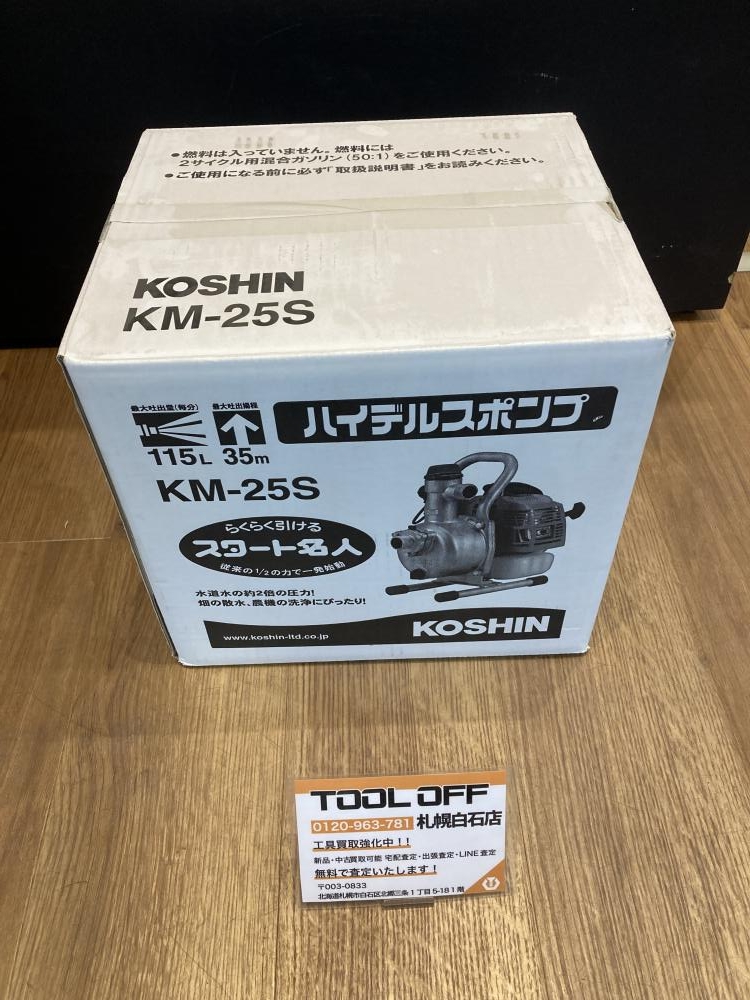 ●燃料は入っていません。燃料には
2サイクル用混合ガソリン(50:1)をご使用ください。
●ご使用になる前に必ず「取扱説明書」をお読みください。
KOSHIN
KM-25S
最大吐出量(毎分)
115L
最大吐出揚程
35m
ハイデルスポンプ
KM-25S
らくらく引ける
スタート名人
従来の1/2の力で一発始動
水道水の約2倍の圧力!
畑の散水、農機の洗浄にぴったり!
www.koshin-ltd.co.jp
KOSHIN
TOOL OFF
0120-963-781 札幌白石店
工具買取強化中!!
新品・中古買取可能 宅配査定・出張査定・LINE査定
無料で査定いたします!
〒003-0833
北海道札幌市白石区北郷三条1丁目5-18 1階